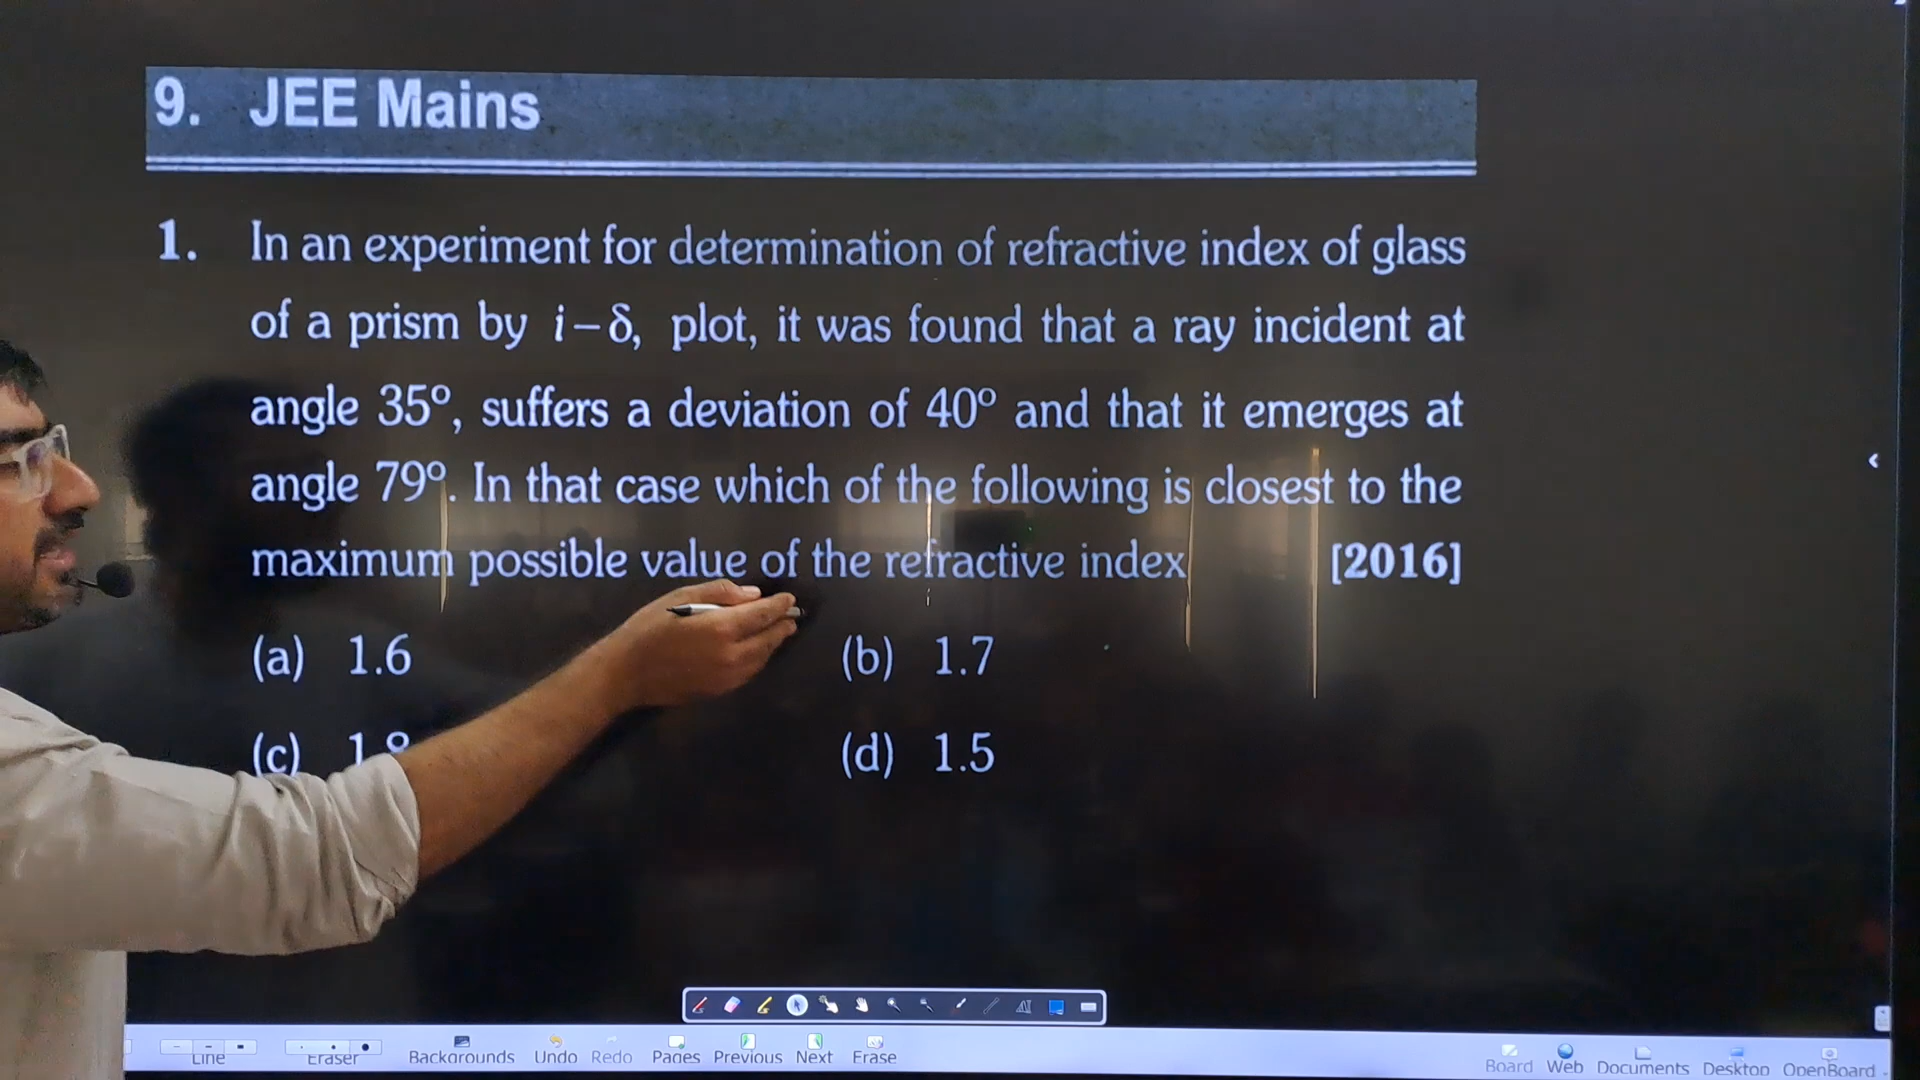 9. JEE Mains
1. In an experiment for determination of refractive index of glass
of a prism by i–δ, plot, it was found that a ray incident at
angle 35º, suffers a deviation of 40º and that it emerges at
angle 79º. In that case which of the following is closest to the
maximum possible value of the refractive index [2016]
(a) 1.6 (b) 1.7
(c) (d) 1.5
Line Eraser Backgrounds Undo Redo Pages Previous Next Erase Board Web Documents Desktop OpenBoard